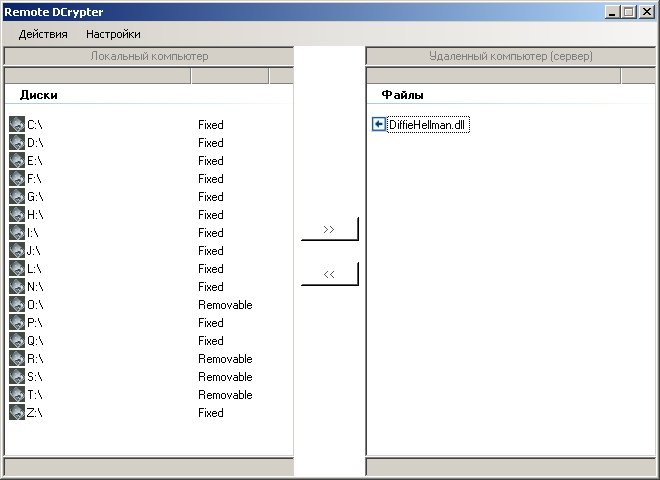 Remote DCrypter
Действия Настройки
Локальный компьютер
Диски
C:\ Fixed
D:\ Fixed
E:\ Fixed
F:\ Fixed
G:\ Fixed
H:\ Fixed
I:\ Fixed
J:\ Fixed
L:\ Fixed
N:\ Fixed
O:\ Removable
P:\ Fixed
Q:\ Fixed
R:\ Removable
S:\ Removable
T:\ Removable
Z:\ Fixed
>>
<<
Удаленный компьютер (сервер)
Файлы
DiffieHellman.dll